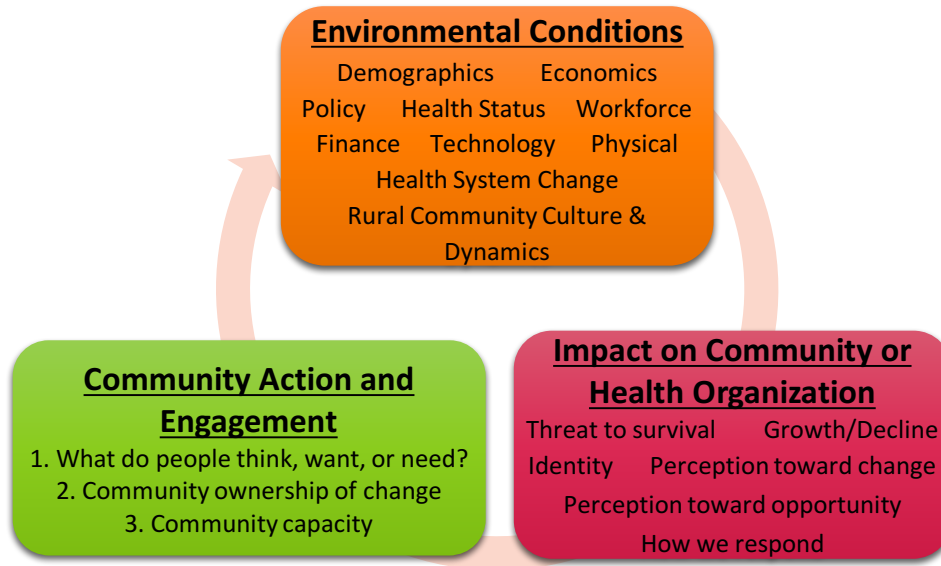 Environmental Conditions
Demographics Economics
Policy Health Status Workforce
Finance Technology Physical
Health System Change
Rural Community Culture &
Dynamics
Community Action and
Engagement
1. What do people think, want, or need?
2. Community ownership of change
3. Community capacity
Impact on Community or
Health Organization
Threat to survival Growth/Decline
Identity Perception toward change
Perception toward opportunity
How we respond